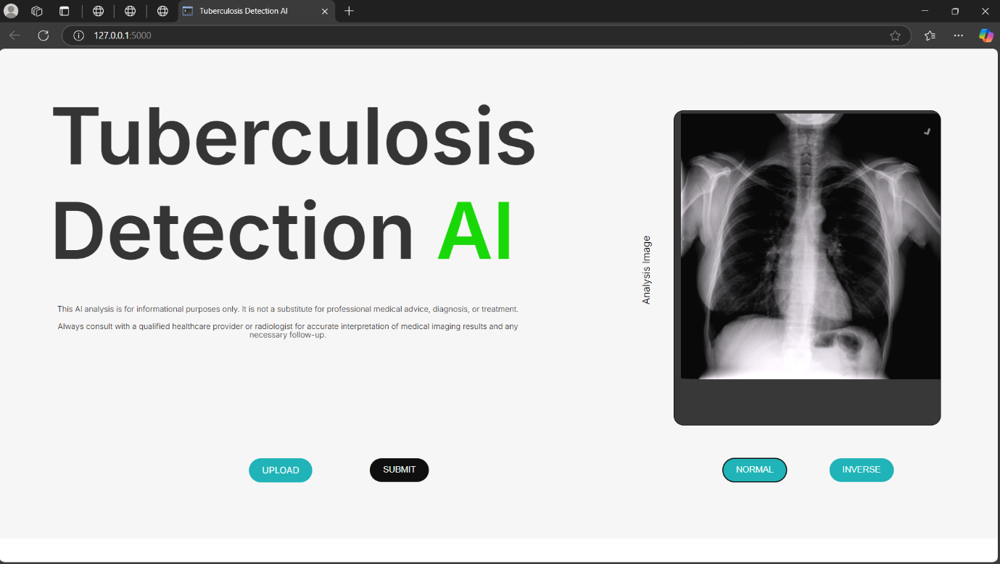 Tuberculosis Detection AI
127.0.0.1:5000
Tuberculosis
Detection AI
This AI analysis is for informational purposes only. It is not a substitute for professional medical advice, diagnosis, or treatment.
Always consult with a qualified healthcare provider or radiologist for accurate interpretation of medical imaging results and any
necessary follow-up.
UPLOAD
SUBMIT
Analysis Image
NORMAL
INVERSE